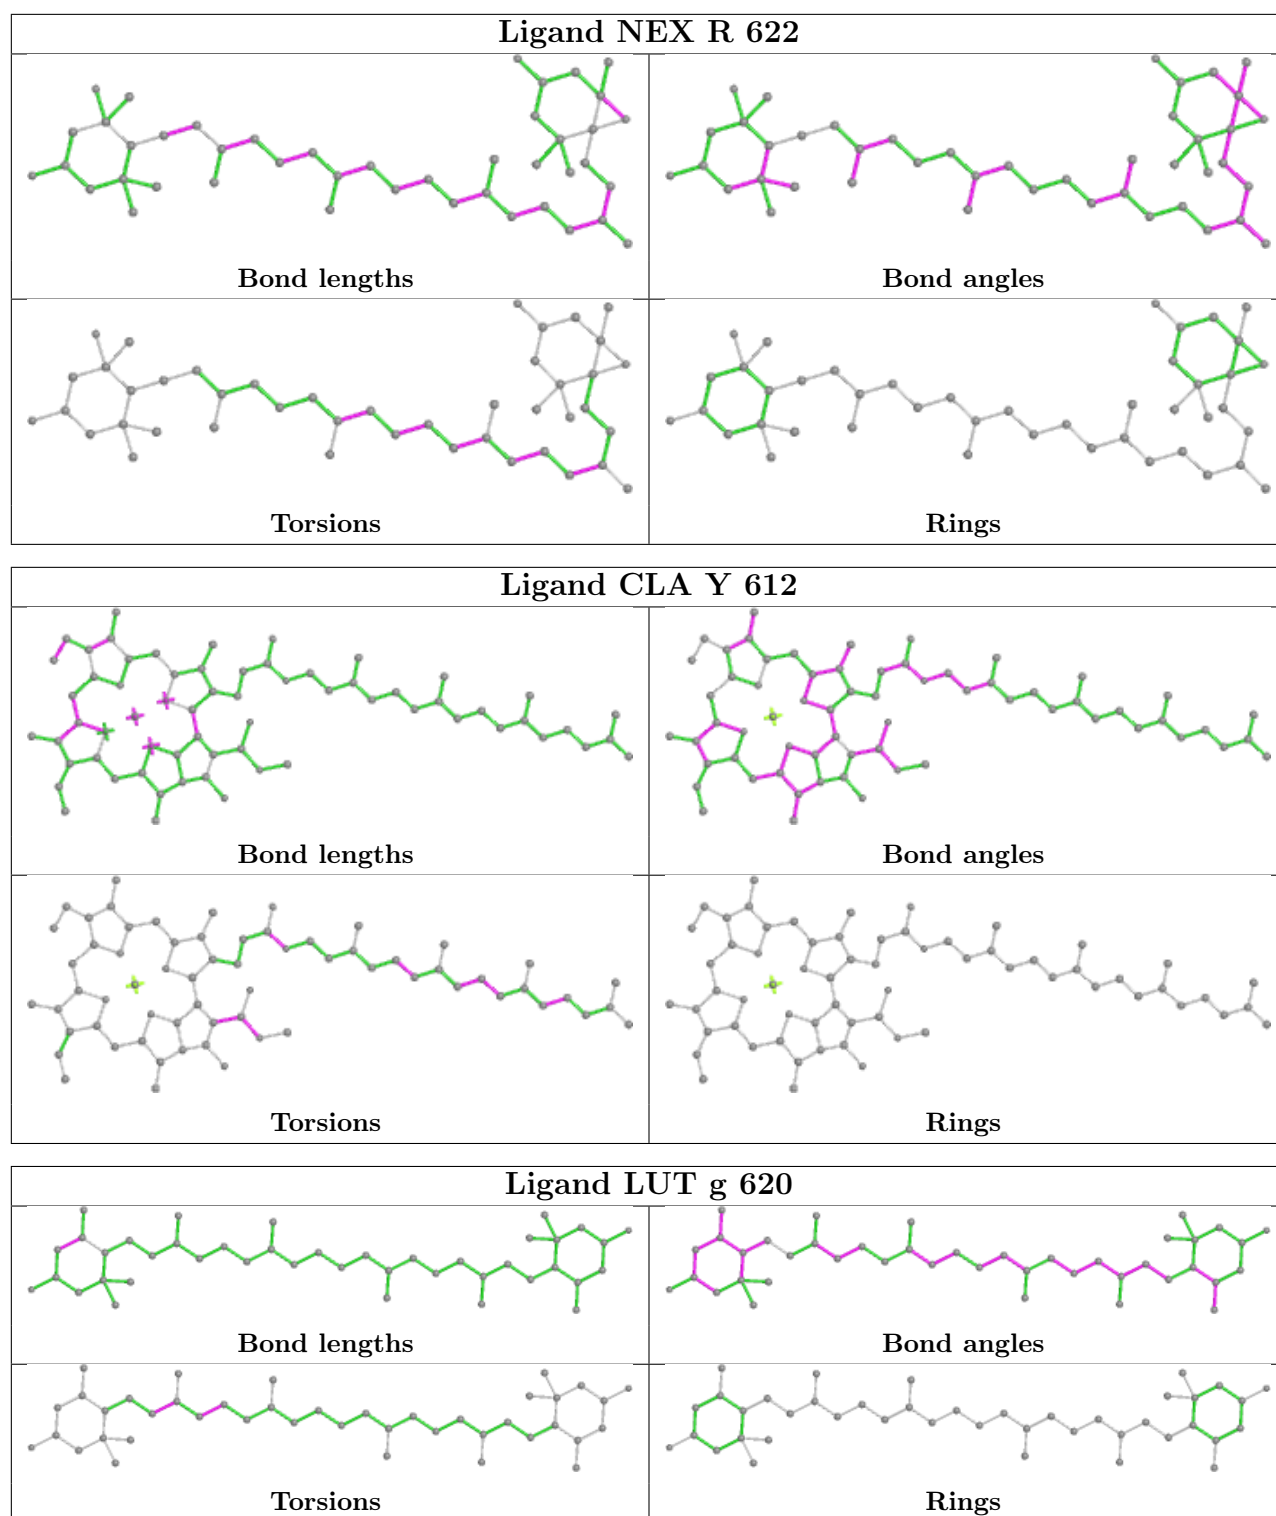 Ligand NEX R 622
Bond lengths
Bond angles
Torsions
Rings
Ligand CLA Y 612
Bond lengths
Bond angles
Torsions
Rings
Ligand LUT g 620
Bond lengths
Bond angles
Torsions
Rings